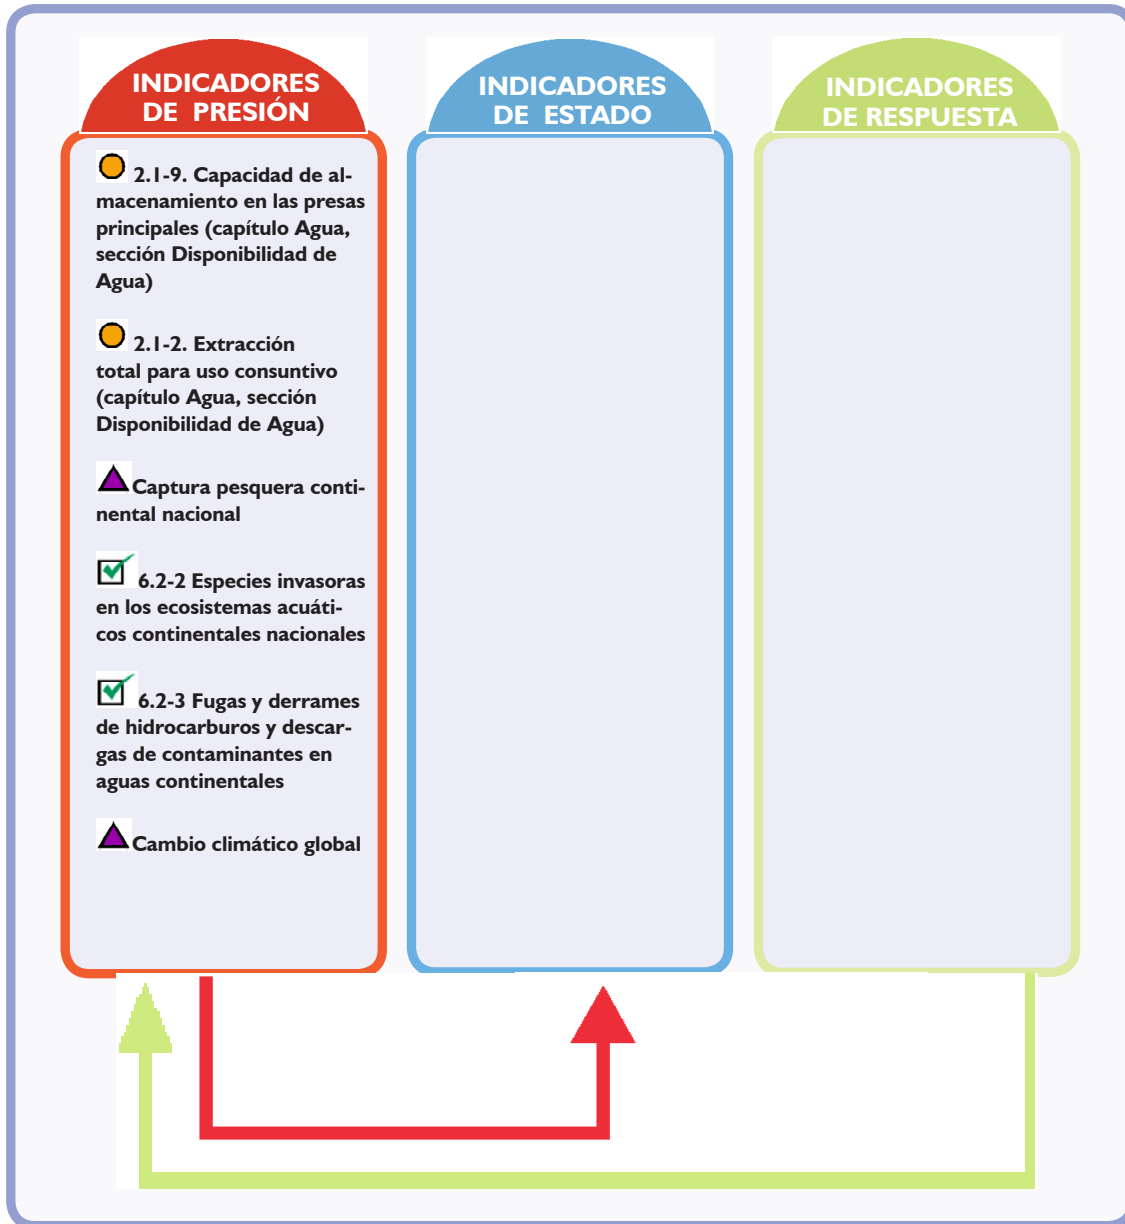 INDICADORES
DE PRESIÓN
2.1-9. Capacidad de al-
macenamiento en las presas
principales (capítulo Agua,
sección Disponibilidad de
Agua)
2.1-2. Extracción
total para uso consuntivo
(capítulo Agua, sección
Disponibilidad de Agua)
Captura pesquera conti-
nental nacional
6.2-2 Especies invasoras
en los ecosistemas acuáti-
cos continentales nacionales
6.2-3 Fugas y derrames
de hidrocarburos y descar-
gas de contaminantes en
aguas continentales
Cambio climático global
INDICADORES
DE ESTADO
INDICADORES
DE RESPUESTA